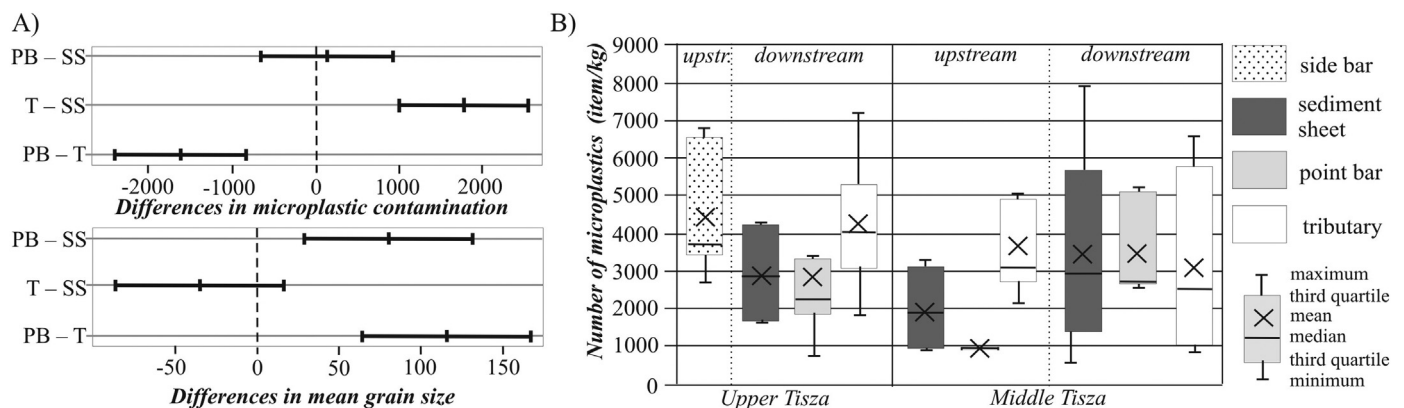 A)
PB – SS
T – SS
PB – T
-2000 -1000 0 1000 2000
Differences in microplastic contamination
PB – SS
T – SS
PB – T
-50 0 50 100 150
Differences in mean grain size
B)
Number of microplastics (item/kg)
9000
8000
7000
6000
5000
4000
3000
2000
1000
0
upstr. downstream upstream downstream
Upper Tisza Middle Tisza
side bar
sediment
sheet
point bar
tributary
maximum
third quartile
mean
median
third quartile
minimum